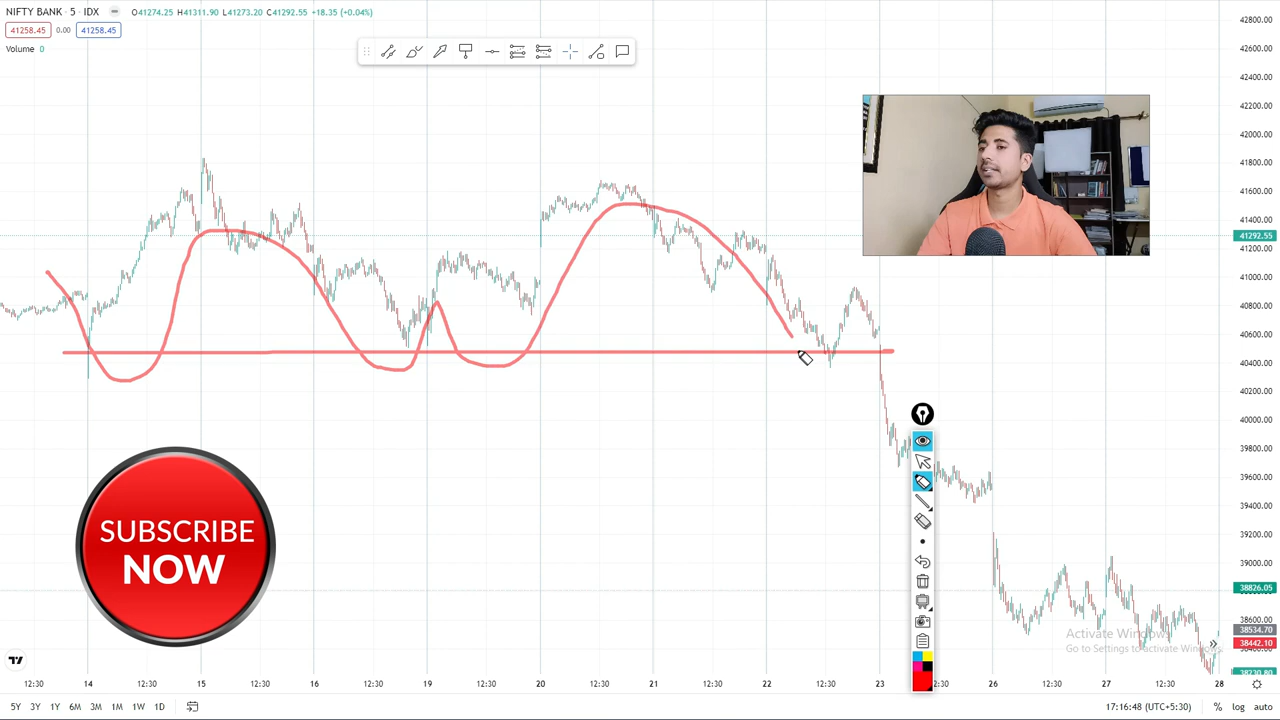 NIFTY BANK · 5 · IDX O41274.25 H41311.90 L41273.20 C41292.55 +18.35 (+0.04%)
41258.45 0.00 41258.45
Volume 0
42800.00
42600.00
42400.00
42200.00
42000.00
41800.00
41600.00
41400.00
41292.55
41200.00
41000.00
40800.00
40600.00
40400.00
40200.00
40000.00
39800.00
39600.00
39400.00
39200.00
39000.00
38826.05
38600.00
38534.70
38442.10
SUBSCRIBE
NOW
Activate Windows
Go to Settings to activate Windows.
12:30 14 12:30 15 12:30 16 12:30 19 12:30 20 12:30 21 12:30 22 12:30 23 12:30 26 12:30 27 12:30 28
5Y 3Y 1Y 6M 3M 1M 1W 1D 17:16:48 (UTC+5:30) % log auto